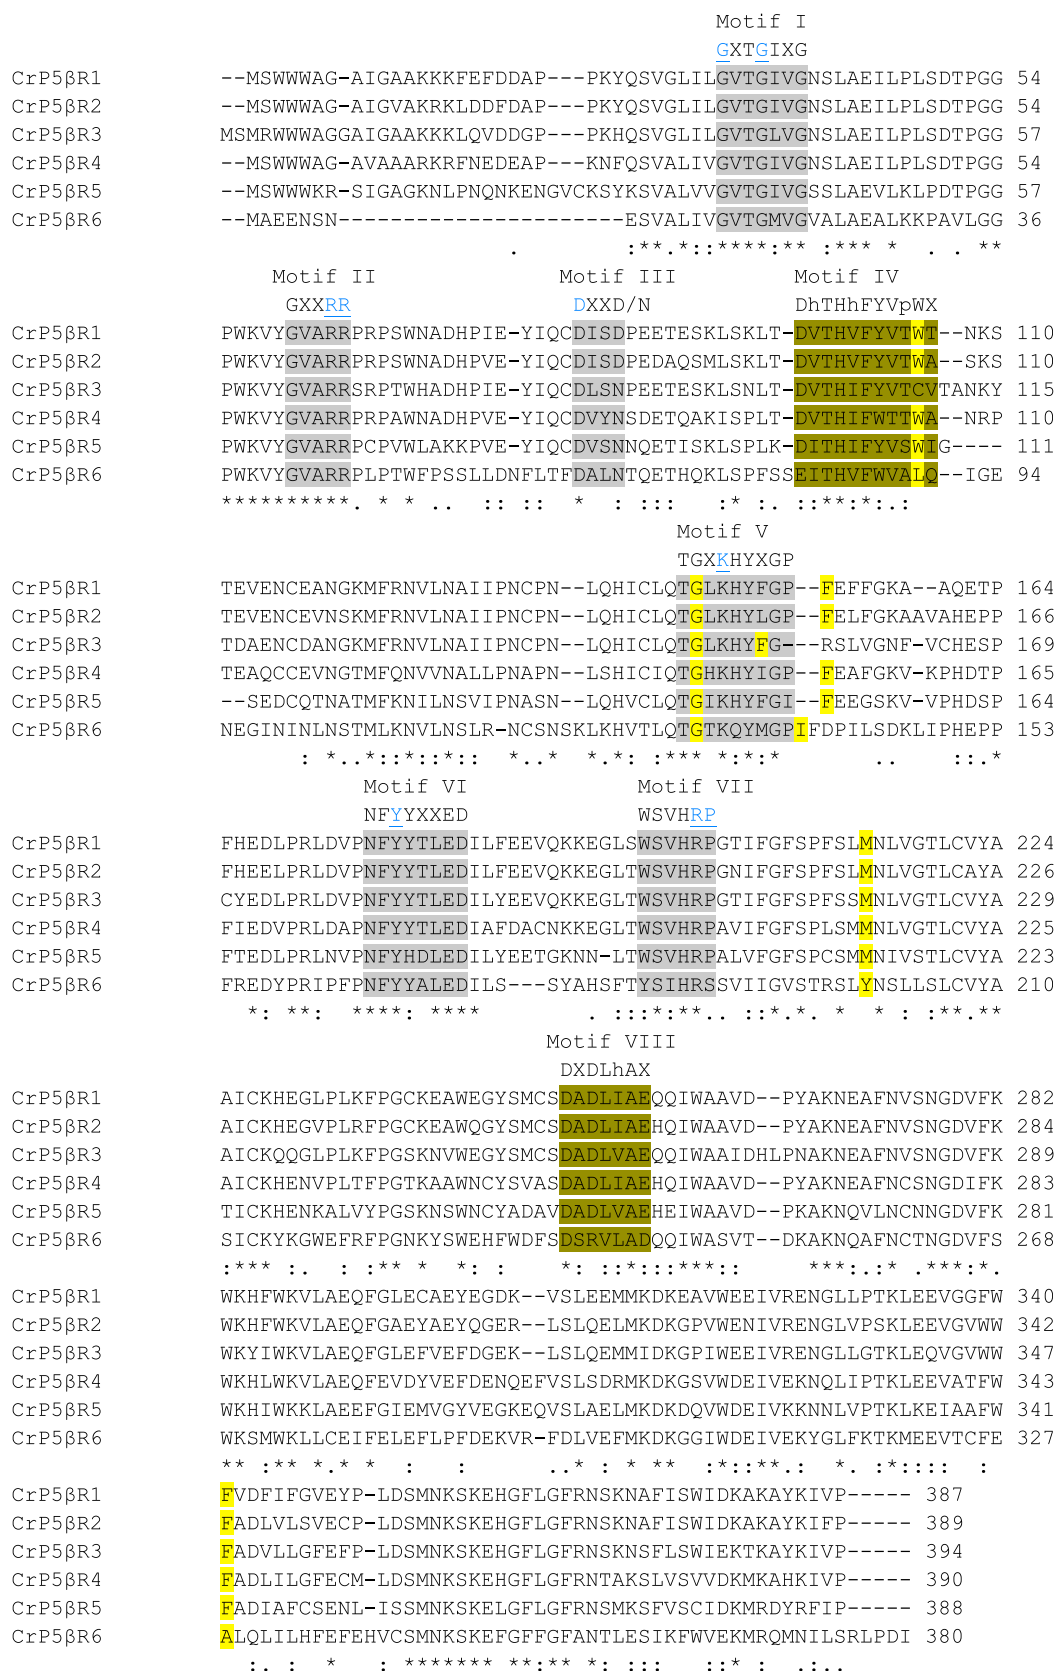 Motif I
GXTGIXG
CrP5βR1 --MSWWWAG-AIGAAKKKFEFDDAP---PKYQSVGLILGVTGIVGNSLAEILPLSDTPGG 54
CrP5βR2 --MSWWWAG-AIGVAKRKLDDFDAP---PKYQSVGLILGVTGIVGNSLAEILPLSDTPGG 54
CrP5βR3 MSMRWWWAGGAIGAAKKKLQVDDGP---PKHQSVGLILGVTGLVGNSLAEILPLSDTPGG 57
CrP5βR4 --MSWWWAG-AVAAARKRFNEDEAP---KNFQSVALIVGVTGIVGNSLAEILPLSDTPGG 54
CrP5βR5 --MSWWWKR-SIGAGKNLPNQNKENGVCKSYKSVALVVGVTGIVGSSLAEVLKLPDTPGG 57
CrP5βR6 --MAEENSN----------------------ESVALIVGVTGMVGVALAEALKKPAVLGG 36
. :**.*::****:** :*** * . . **
Motif II Motif III Motif IV
GXXRR DXXD/N DhTHhFYVpWX
CrP5βR1 PWKVYGVARRPRPSWNADHPIE-YIQCDISDPEETESKLSKLT-DVTHVFYVTWT--NKS 110
CrP5βR2 PWKVYGVARRPRPSWNADHPVE-YIQCDISDPEDAQSMLSKLT-DVTHVFYVTWA--SKS 110
CrP5βR3 PWKVYGVARRSRPTWHADHPIE-YIQCDLSNPEETESKLSNLT-DVTHIFYVTCVTANKY 115
CrP5βR4 PWKVYGVARRPRPAWNADHPVE-YIQCDVYNSDETQAKISPLT-DVTHIFWTTWA--NRP 110
CrP5βR5 PWKVYGVARRPCPVWLAKKPVE-YIQCDVSNNQETISKLSPLK-DITHIFYVSWIG---- 111
CrP5βR6 PWKVYGVARRPLPTWFPSSLLDNFLTFDALNTQETHQKLSPFSSEITHVFWVALQ--IGE 94
**********. * * .. :: :: * : ::: :* :. ::**:*:.:
Motif V
TGXKHYXGP
CrP5βR1 TEVENCEANGKMFRNVLNAIIPNCPN--LQHICLQTGLKHYFGP--FEFFGKA--AQETP 164
CrP5βR2 TEVENCEVNSKMFRNVLNAIIPNCPN--LQHICLQTGLKHYLGP--FELFGKAAVAHEPP 166
CrP5βR3 TDAENCDANGKMFRNVLNAIIPNCPN--LQHICLQTGLKHYFG---RSLVGNF-VCHESP 169
CrP5βR4 TEAQCCEVNGTMFQNVVNALLPNAPN--LSHICIQTGHKHYIGP--FEAFGKV-KPHDTP 165
CrP5βR5 --SEDCQTNATMFKNILNSVIPNASN--LQHVCLQTGIKHYFGI--FEEGSKV-VPHDSP 164
CrP5βR6 NEGININLNSTMLKNVLNSLR-NCSNSKLKHVTLQTGTKQYMGPIFDPILSDKLIPHEPP 153
: *..*::*::*:: *..* *.*: :*** *:*:* .. ::.*
Motif VI Motif VII
NFYYXXED WSVHRP
CrP5βR1 FHEDLPRLDVPNFYYTLEDILFEEVQKKEGLSWSVHRPGTIFGFSPFSLMNLVGTLCVYA 224
CrP5βR2 FHEELPRLDVPNFYYTLEDILFEEVQKKEGLTWSVHRPGNIFGFSPFSLMNLVGTLCAYA 226
CrP5βR3 CYEDLPRLDVPNFYYTLEDILYEEVQKKEGLTWSVHRPGTIFGFSPFSSMNLVGTLCVYA 229
CrP5βR4 FIEDVPRLDAPNFYYTLEDIAFDACNKKEGLTWSVHRPAVIFGFSPLSMMNLVGTLCVYA 225
CrP5βR5 FTEDLPRLNVPNFYHDLEDILYEETGKNN-LTWSVHRPALVFGFSPCSMMNIVSTLCVYA 223
CrP5βR6 FREDYPRIPFPNFYYALEDILS---SYAHSFTYSIHRSSVIIGVSTRSLYNSLLSLCVYA 210
*: **: ****: **** . ::*:**.. ::*.*. * * : :**.**
Motif VIII
DXDLhAX
CrP5βR1 AICKHEGLPLKFPGCKEAWEGYSMCSDADLIAEQQIWAAVD--PYAKNEAFNVSNGDVFK 282
CrP5βR2 AICKHEGVPLRFPGCKEAWQGYSMCSDADLIAEHQIWAAVD--PYAKNEAFNVSNGDVFK 284
CrP5βR3 AICKQQGLPLKFPGSKNVWEGYSMCSDADLVAEQQIWAAIDHLPNAKNEAFNVSNGDVFK 289
CrP5βR4 AICKHENVPLTFPGTKAAWNCYSVASDADLIAEHQIWAAVD--PYAKNEAFNCSNGDIFK 283
CrP5βR5 TICKHENKALVYPGSKNSWNCYADAVDADLVAEHEIWAAVD--PKAKNQVLNCNNGDVFK 281
CrP5βR6 SICKYKGWEFRFPGNKYSWEHFWDFSDSRVLADQQIWASVT--DKAKNQAFNCTNGDVFS 268
:*** :. : :** * *: : *: ::*:::***:: ***:.:* .***:*.
CrP5βR1 WKHFWKVLAEQFGLECAEYEGDK--VSLEEMMKDKEAVWEEIVRENGLLPTKLEEVGGFW 340
CrP5βR2 WKHFWKVLAEQFGAEYAEYQGER--LSLQELMKDKGPVWENIVRENGLVPSKLEEVGVWW 342
CrP5βR3 WKYIWKVLAEQFGLEFVEFDGEK--LSLQEMMIDKGPIWEEIVRENGLLGTKLEQVGVWW 347
CrP5βR4 WKHLWKVLAEQFEVDYVEFDENQEFVSLSDRMKDKGSVWDEIVEKNQLIPTKLEEVATFW 343
CrP5βR5 WKHIWKKLAEEFGIEMVGYVEGKEQVSLAELMKDKDQVWDEIVKKNNLVPTKLKEIAAFW 341
CrP5βR6 WKSMWKLLCEIFELEFLPFDEKVR-FDLVEFMKDKGGIWDEIVEKYGLFKTKMEEVTCFE 327
** :** *.* * : : ..* : * ** :*::**.: *. :*:::: :
CrP5βR1 FVDFIFGVEYP-LDSMNKSKEHGFLGFRNSKNAFISWIDKAKAYKIVP----- 387
CrP5βR2 FADLVLSVECP-LDSMNKSKEHGFLGFRNSKNAFISWIDKAKAYKIFP----- 389
CrP5βR3 FADVLLGFEFP-LDSMNKSKEHGFLGFRNSKNSFLSWIEKTKAYKIVP----- 394
CrP5βR4 FADLILGFECM-LDSMNKSKEHGFLGFRNTAKSLVSVVDKMKAHKIVP----- 390
CrP5βR5 FADIAFCSENL-ISSMNKSKELGFLGFRNSMKSFVSCIDKMRDYRFIP----- 388
CrP5βR6 ALQLILHFEFEHVCSMNKSKEFGFFGFANTLESIKFWVEKMRQMNILSRLPDI 380
:. : * : ******* **:** *: ::: ::* : .:..